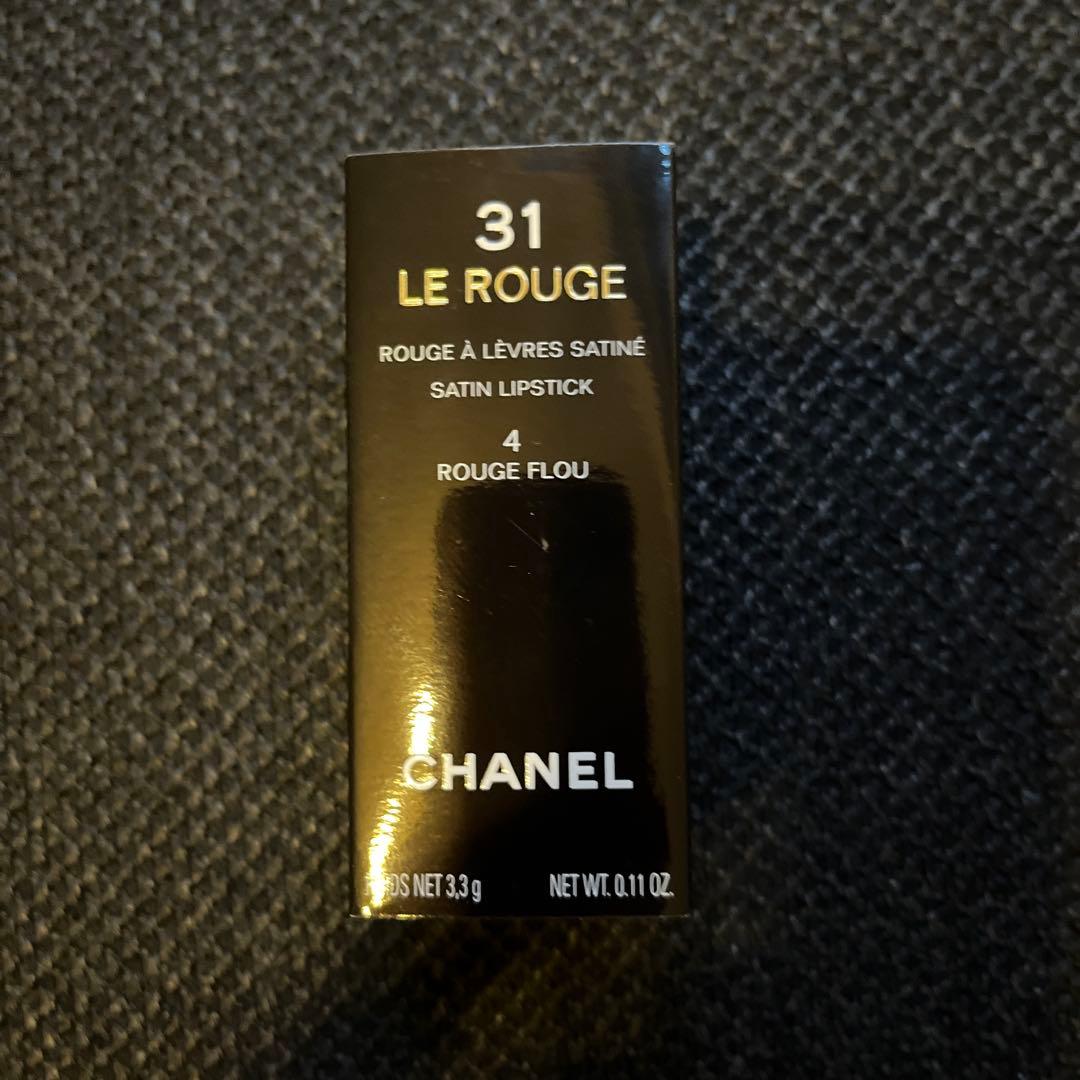 31
LE ROUGE
ROUGE À LÈVRES SATINÉ
SATIN LIPSTICK
4
ROUGE FLOU
CHANEL
NET 3,3 g NET WT. 0.11 OZ.